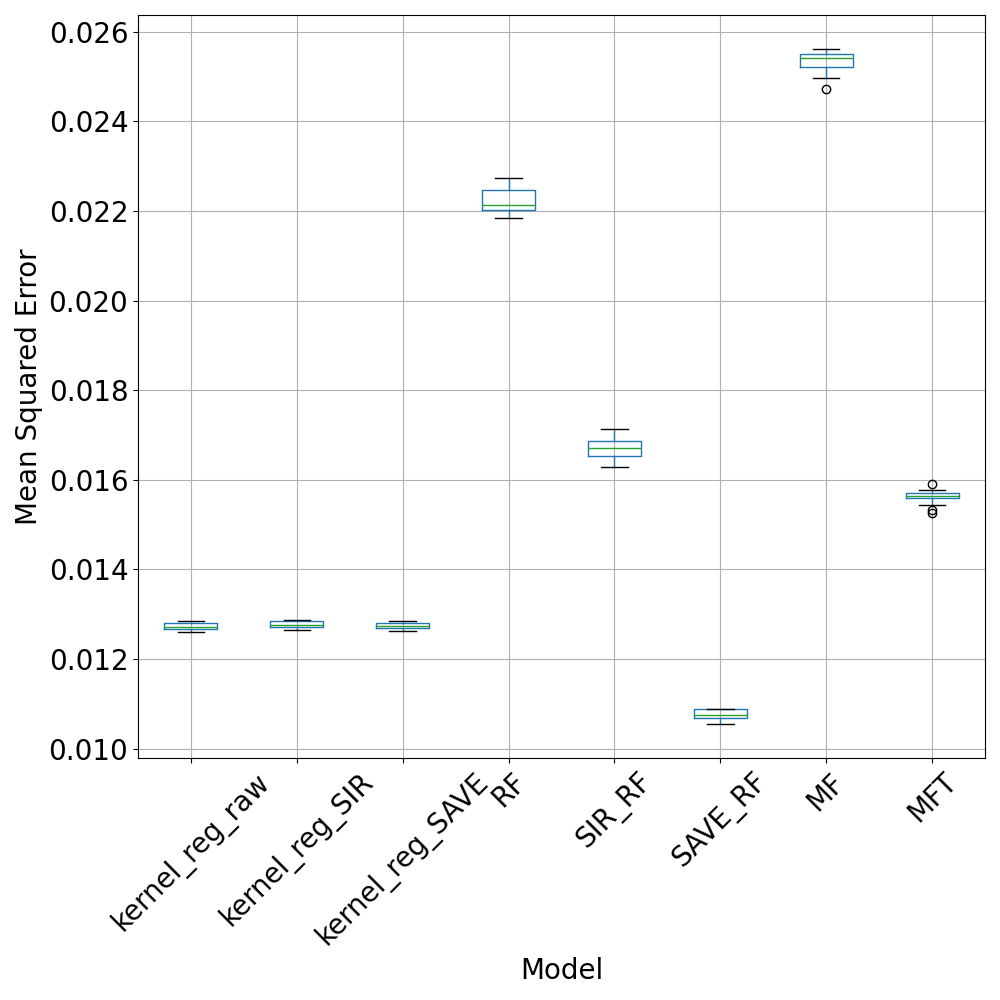 0.026
0.024
0.022
0.020
0.018
0.016
0.014
0.012
0.010
Mean Squared Error
kernel_reg_raw
kernel_reg_SIR
kernel_reg_SAVE
RF
SIR_RF
SAVE_RF
MF
MFT
Model